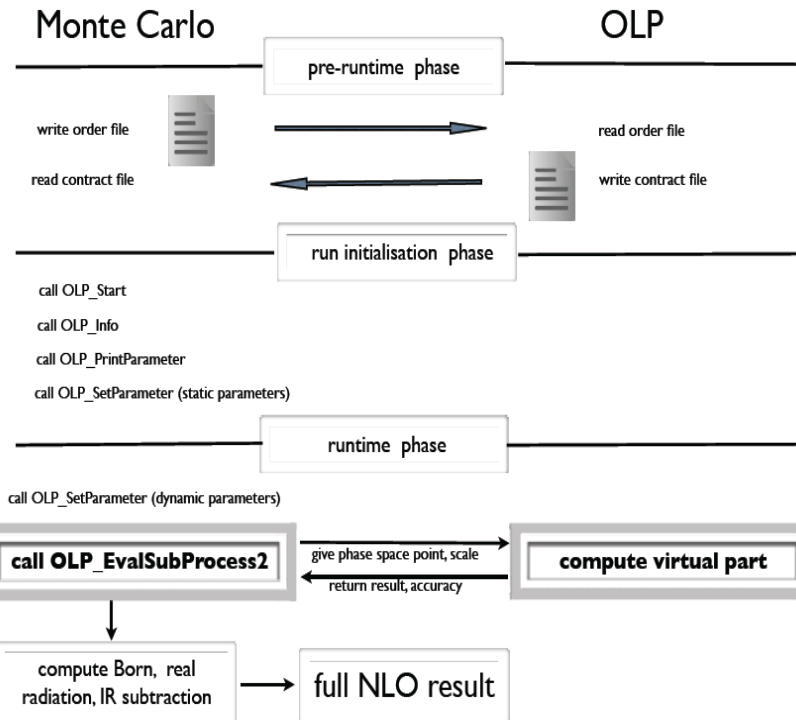 Monte Carlo
OLP
pre-runtime phase
write order file
read order file
read contract file
write contract file
run initialisation phase
call OLP_Start
call OLP_Info
call OLP_PrintParameter
call OLP_SetParameter (static parameters)
runtime phase
call OLP_SetParameter (dynamic parameters)
call OLP_EvalSubProcess2
give phase space point, scale
return result, accuracy
compute virtual part
compute Born, real
radiation, IR subtraction
full NLO result